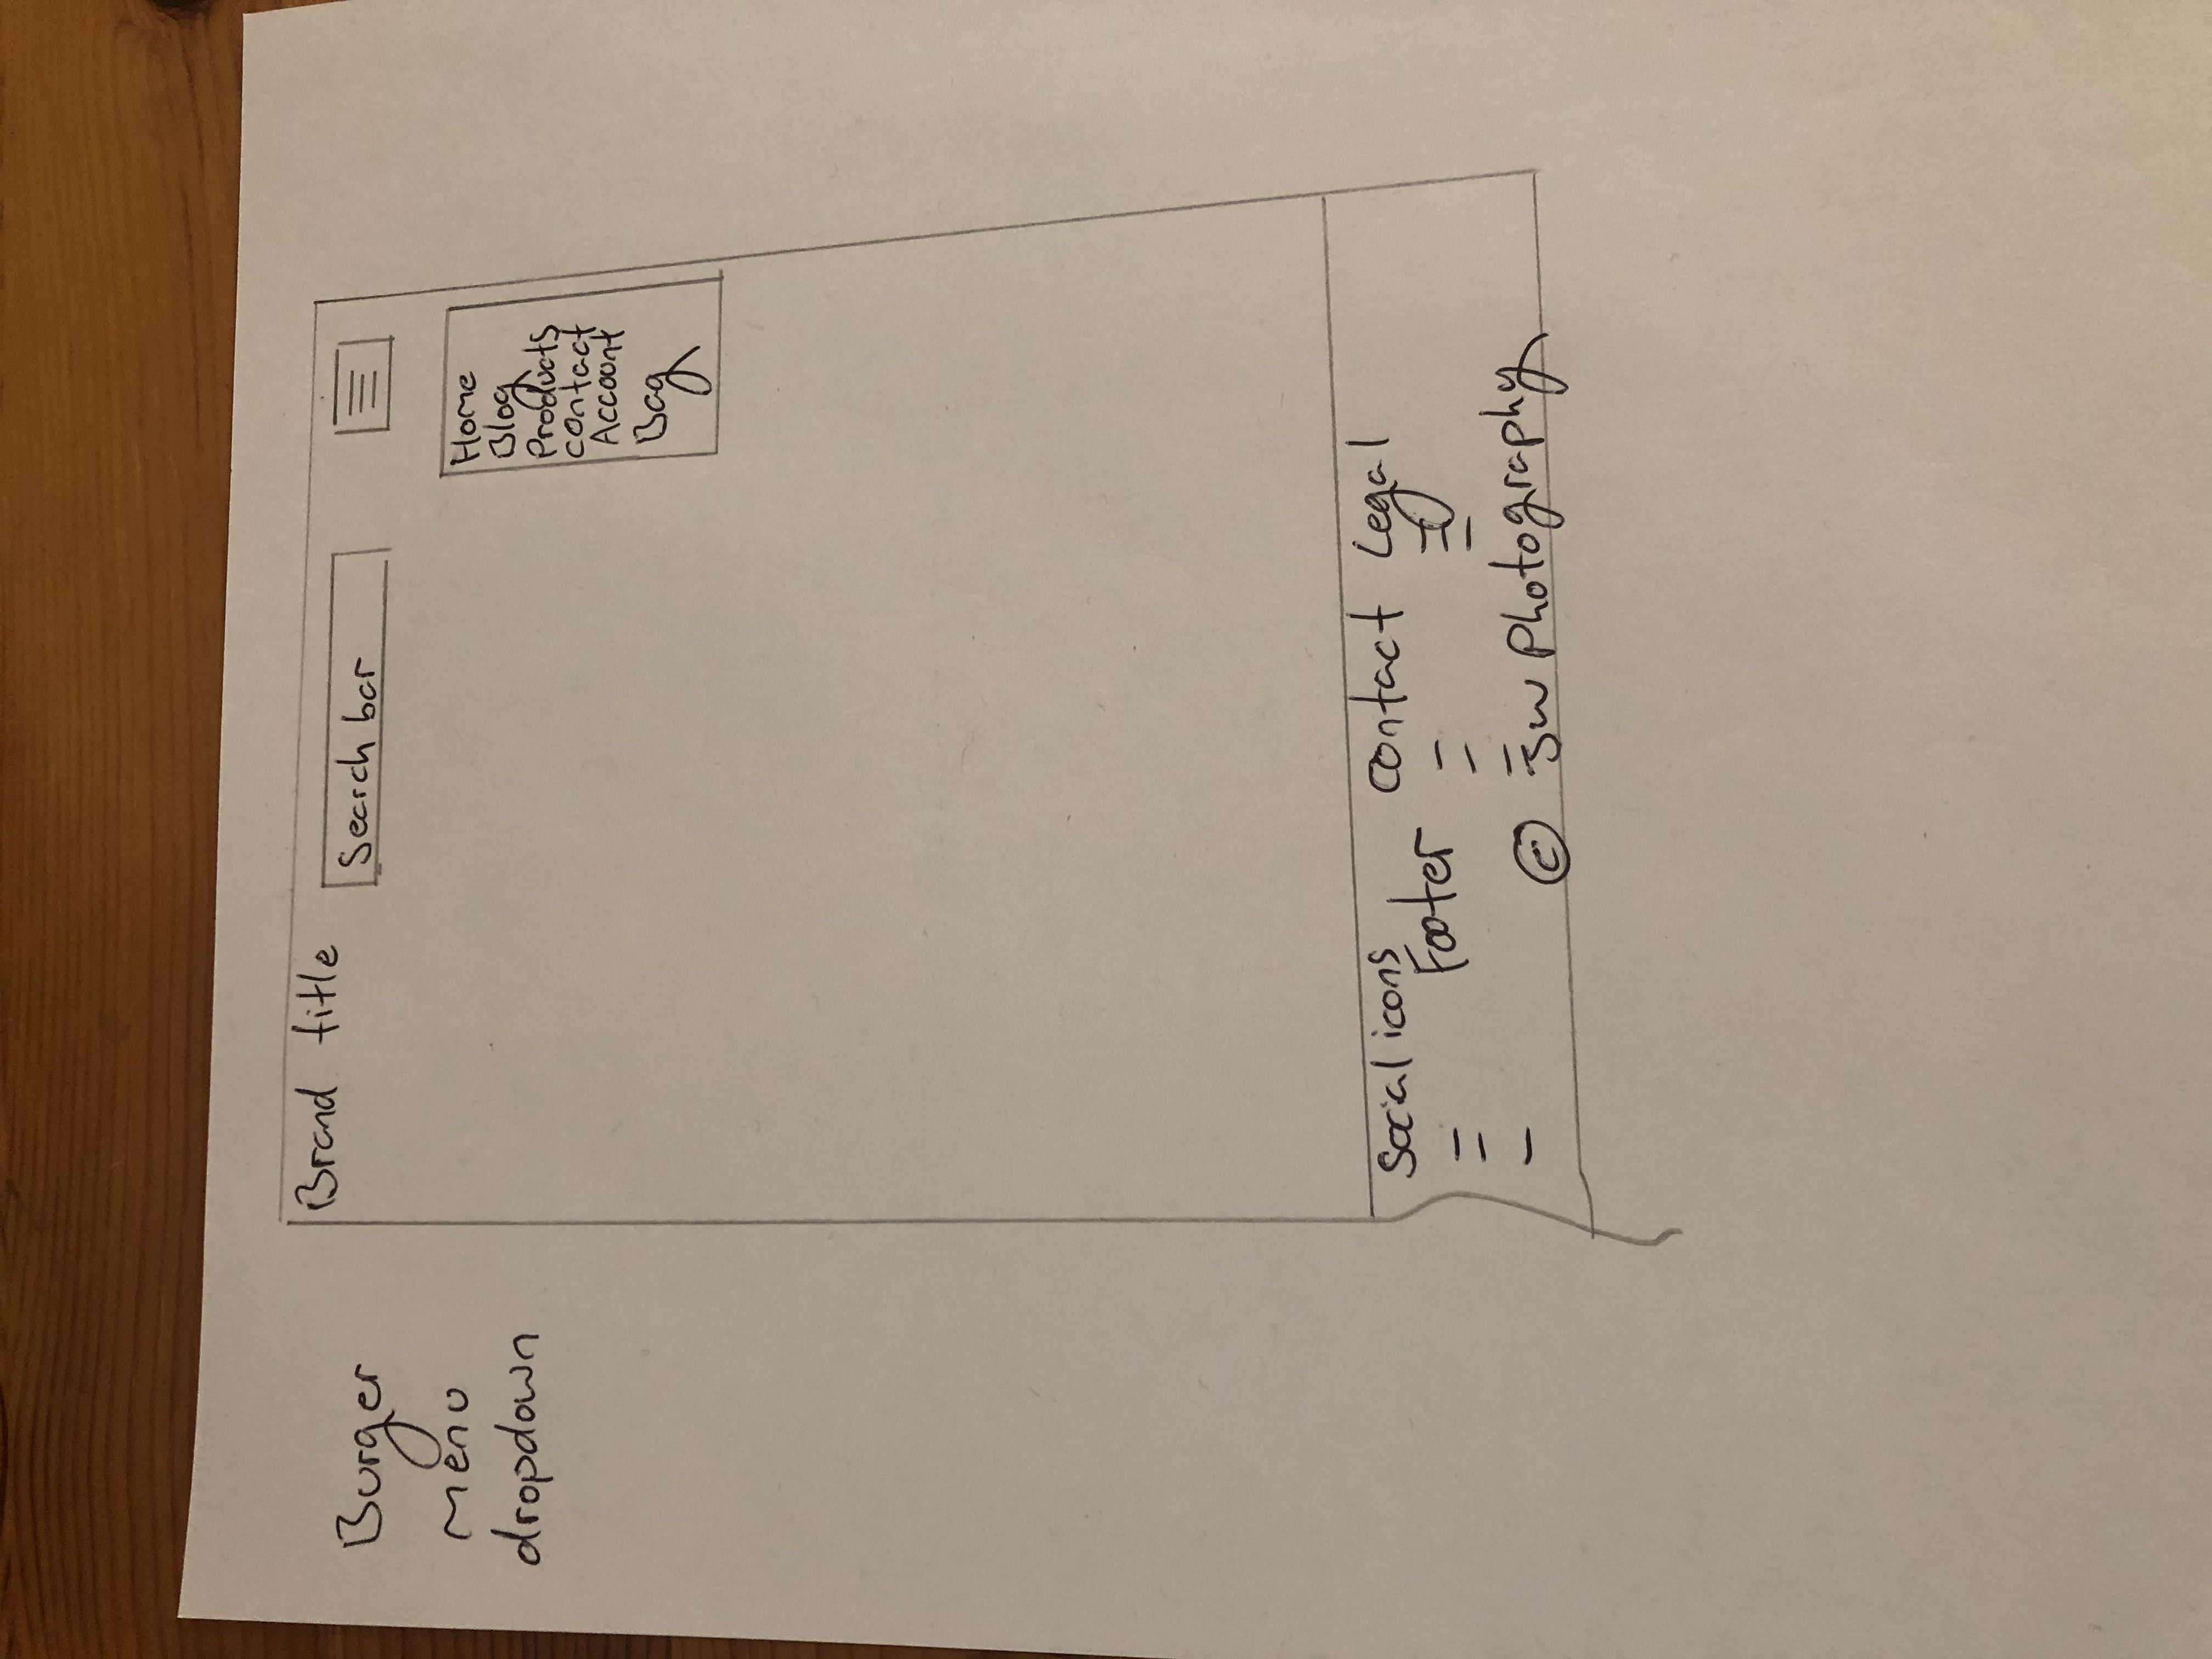 Burger
menu
dropdown
Brand title
Search bar
Home
Blog
Products
contact
Account
Bag
Social icons
Footer
contact
Legal
© JW Photography